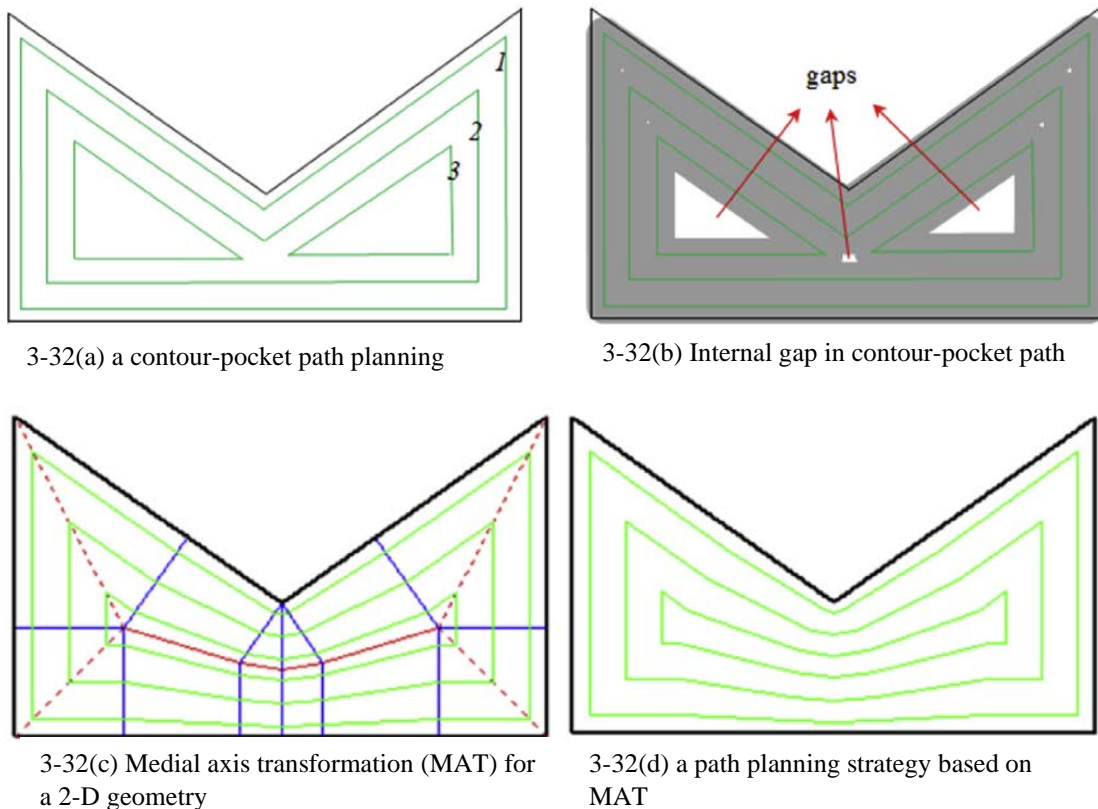 1
2
3
gaps
3-32(a) a contour-pocket path planning
3-32(b) Internal gap in contour-pocket path
3-32(c) Medial axis transformation (MAT) for
a 2-D geometry
3-32(d) a path planning strategy based on
MAT